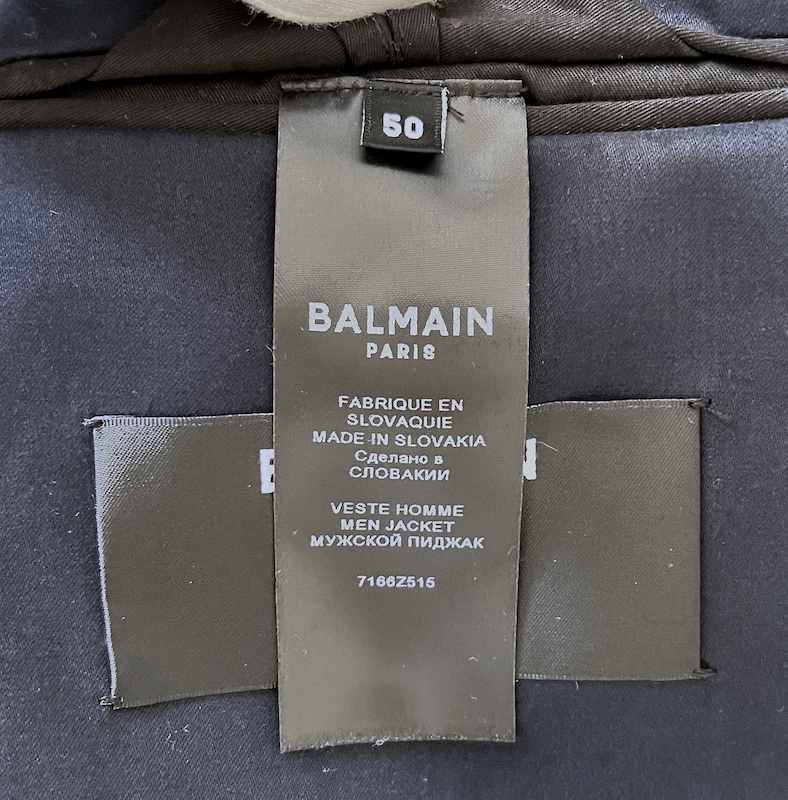 50
BALMAIN
PARIS
FABRIQUE EN
SLOVAQUIE
MADE IN SLOVAKIA
Сделано в
СЛОВАКИИ
VESTE HOMME
MEN JACKET
МУЖСКОЙ ПИДЖАК
7166Z515